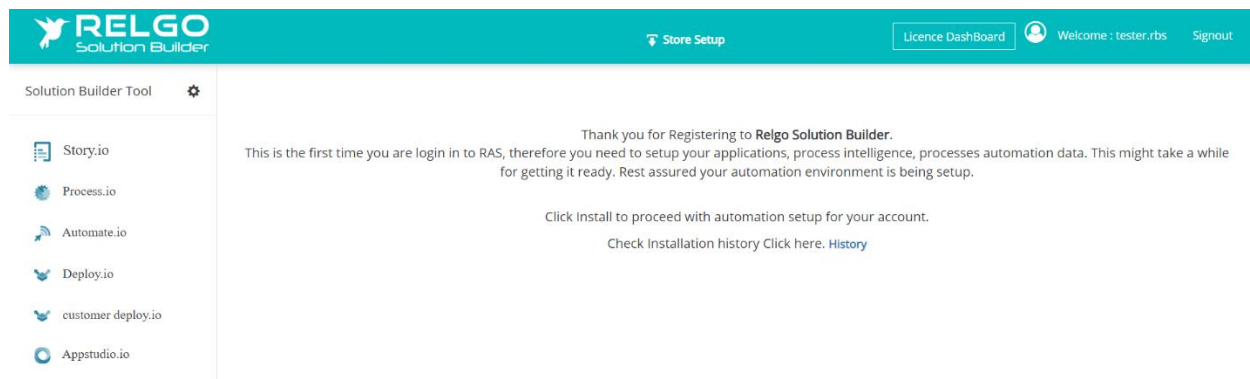 RELGO
Solution Builder
Store Setup
Licence DashBoard
Welcome : tester.rbs
Signout
Solution Builder Tool
Story.io
Process.io
Automate.io
Deploy.io
customer deploy.io
Appstudio.io
Thank you for Registering to Relgo Solution Builder.
This is the first time you are login in to RAS, therefore you need to setup your applications, process intelligence, processes automation data. This might take a while
for getting it ready. Rest assured your automation environment is being setup.
Click Install to proceed with automation setup for your account.
Check Installation history Click here. History